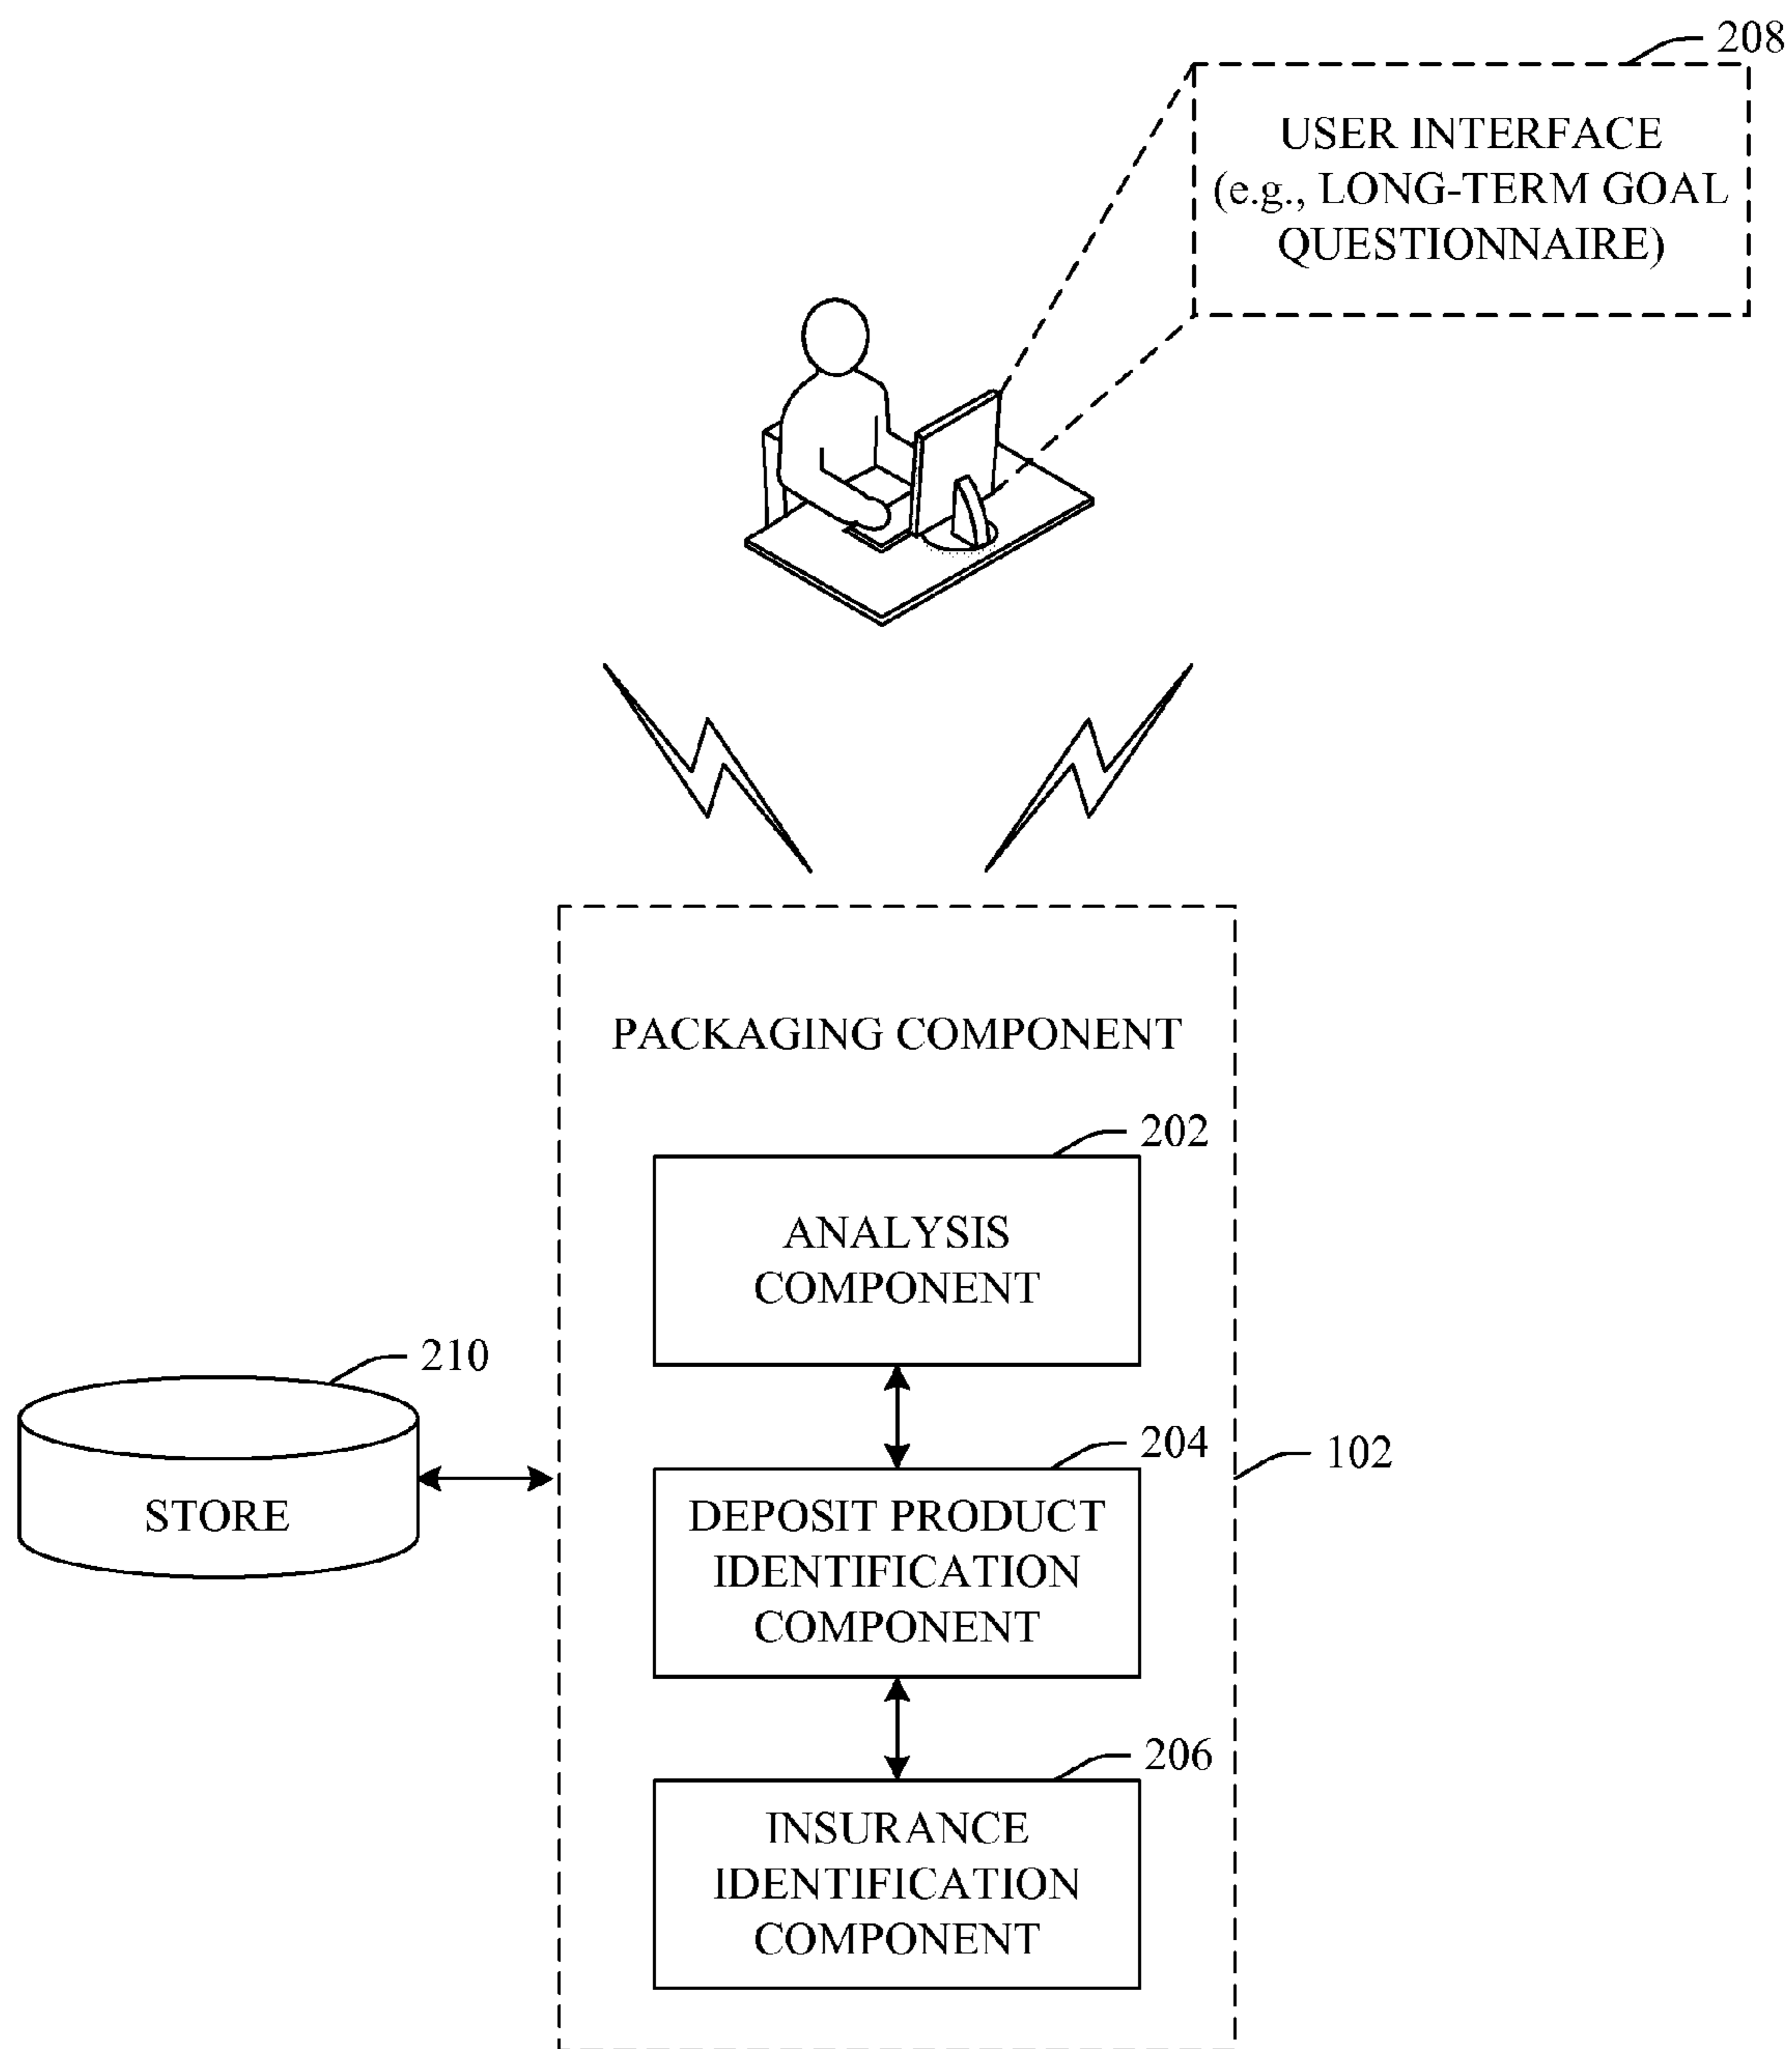 208
USER INTERFACE
(e.g., LONG-TERM GOAL
QUESTIONNAIRE)
PACKAGING COMPONENT
202
ANALYSIS
COMPONENT
210
STORE
204
102
DEPOSIT PRODUCT
IDENTIFICATION
COMPONENT
206
INSURANCE
IDENTIFICATION
COMPONENT